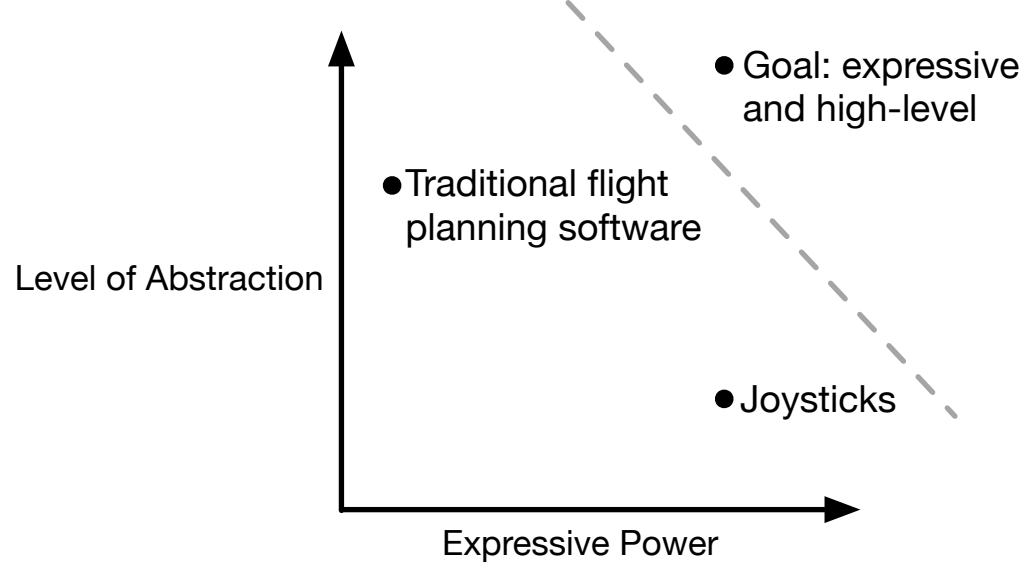 Goal: expressive
and high-level
Traditional flight
planning software
Level of Abstraction
Joysticks
Expressive Power